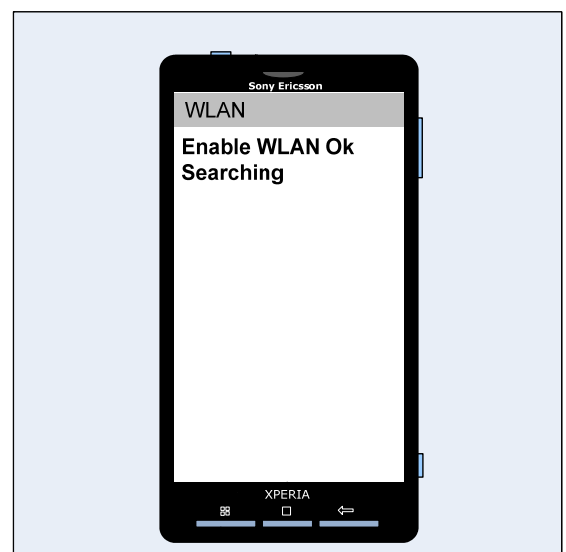 Sony Ericsson
WLAN
Enable WLAN Ok
Searching
XPERIA